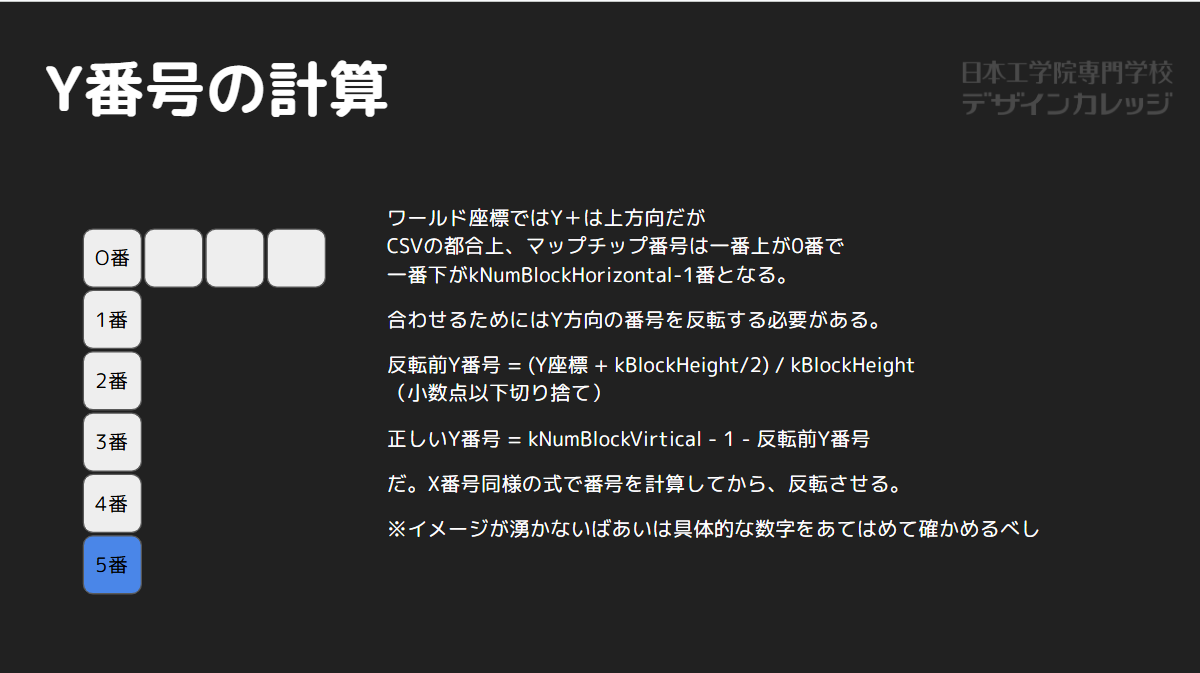 Y番号の計算
日本工学院専門学校
デザインカレッジ
0番
1番
2番
3番
4番
5番
ワールド座標ではY＋は上方向だが
CSVの都合上、マップチップ番号は一番上が0番で
一番下がkNumBlockHorizontal-1番となる。
合わせるためにはY方向の番号を反転する必要がある。
反転前Y番号 = (Y座標 + kBlockHeight/2) / kBlockHeight
（小数点以下切り捨て）
正しいY番号 = kNumBlockVirtical - 1 - 反転前Y番号
だ。X番号同様の式で番号を計算してから、反転させる。
※イメージが湧かないばあいは具体的な数字をあてはめて確かめるべし